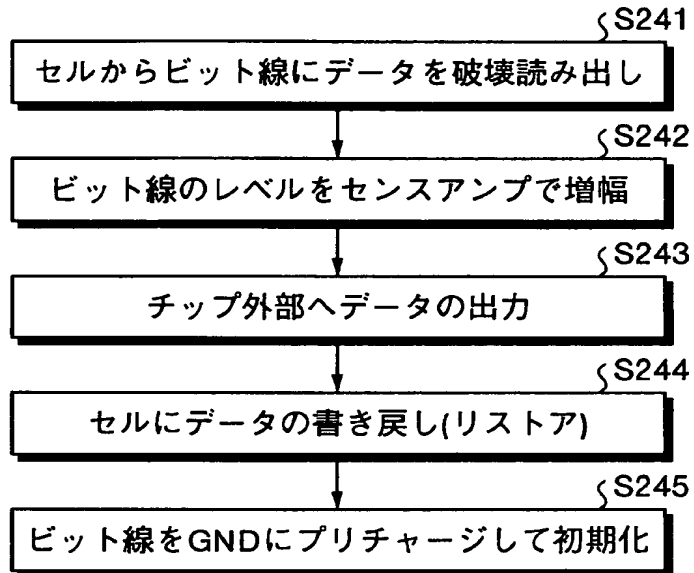 S241
セルからビット線にデータを破壊読み出し
S242
ビット線のレベルをセンスアンプで増幅
S243
チップ外部へデータの出力
S244
セルにデータの書き戻し(リストア)
S245
ビット線をGNDにプリチャージして初期化